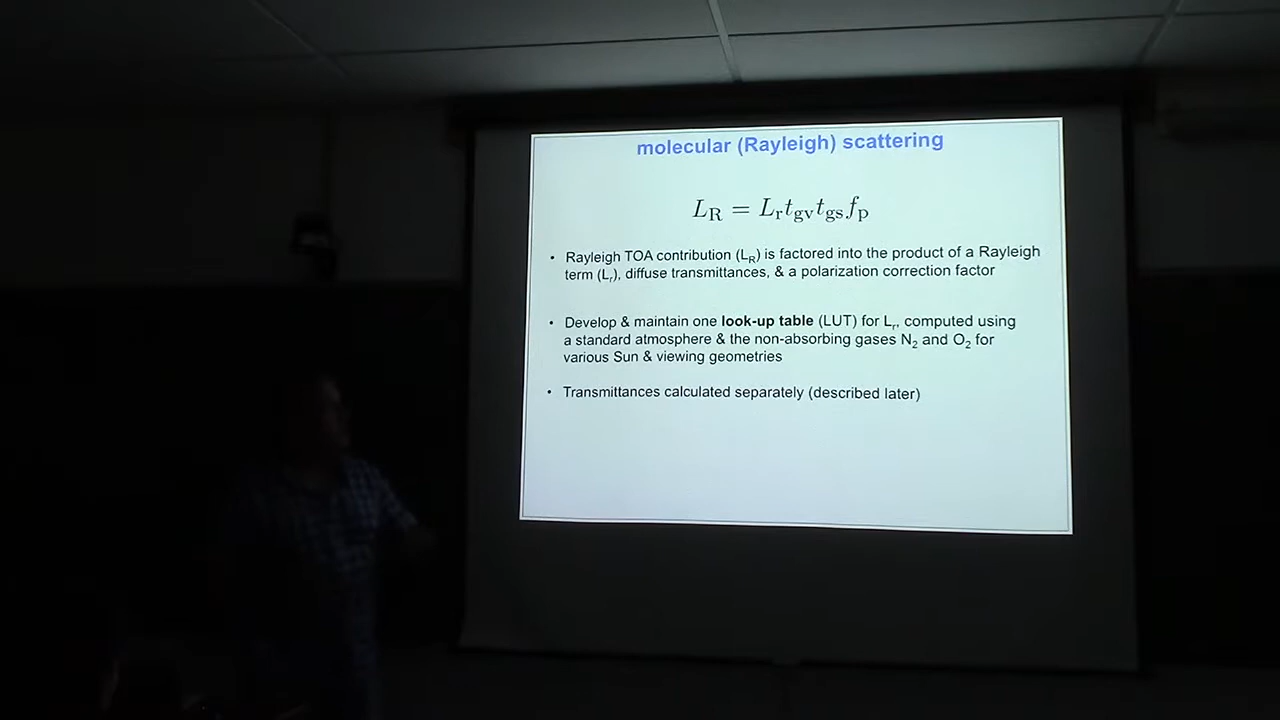 molecular (Rayleigh) scattering
L_R = L_r t_gv t_gs f_p
• Rayleigh TOA contribution (L_R) is factored into the product of a Rayleigh
term (L_r), diffuse transmittances, & a polarization correction factor
• Develop & maintain one look-up table (LUT) for L_r, computed using
a standard atmosphere & the non-absorbing gases N₂ and O₂ for
various Sun & viewing geometries
• Transmittances calculated separately (described later)